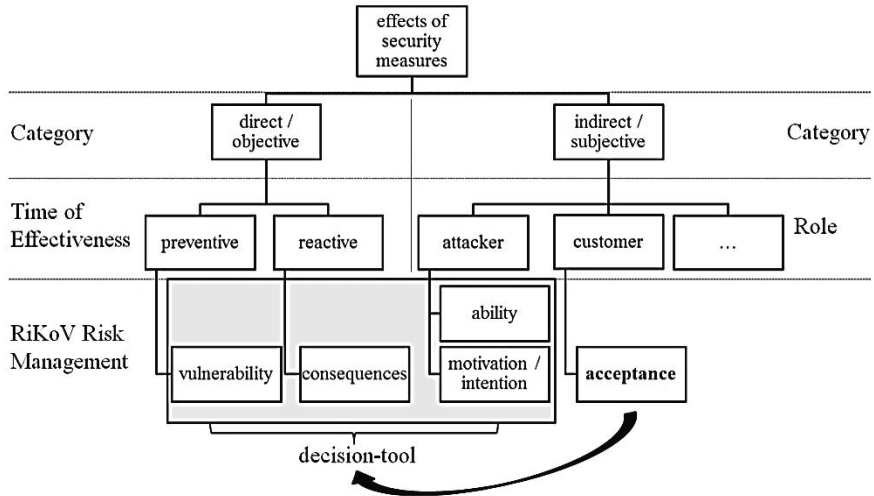 effects of
security
measures
Category
direct /
objective
indirect /
subjective
Category
Time of
Effectiveness
preventive
reactive
attacker
customer
...
Role
RiKoV Risk
Management
ability
vulnerability
consequences
motivation /
intention
acceptance
decision-tool